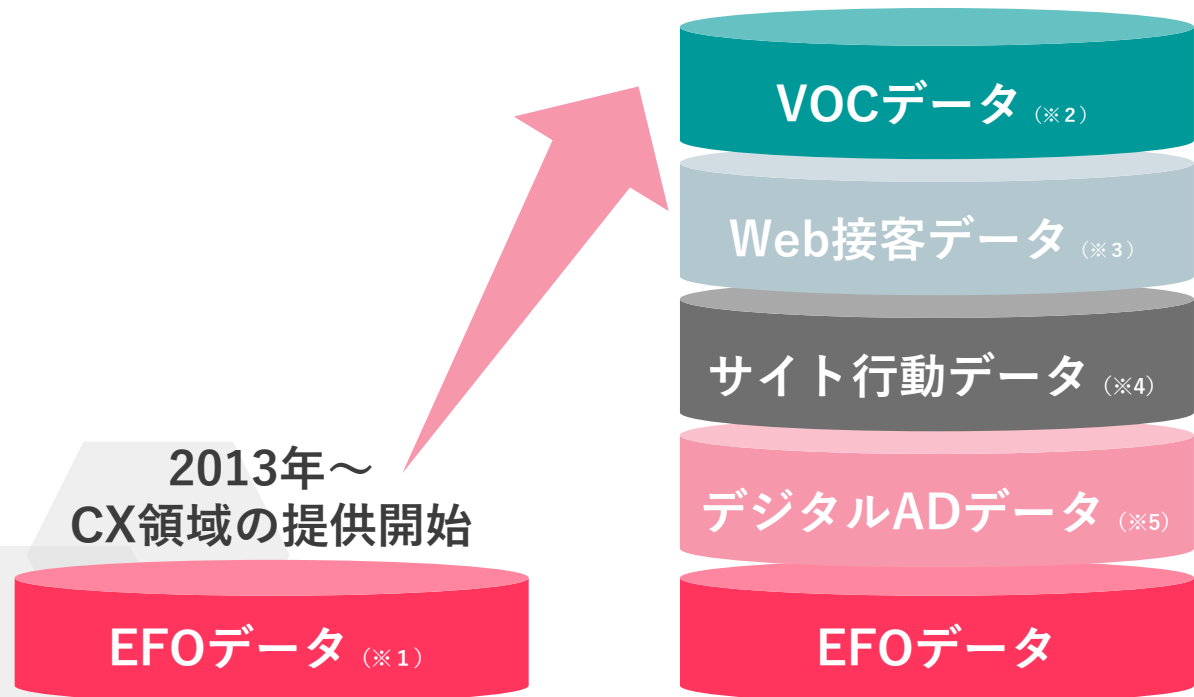 2013年～
CX領域の提供開始
EFOデータ（※１）
VOCデータ（※２）
Web接客データ（※３）
サイト行動データ（※4）
デジタルADデータ（※5）
EFOデータ